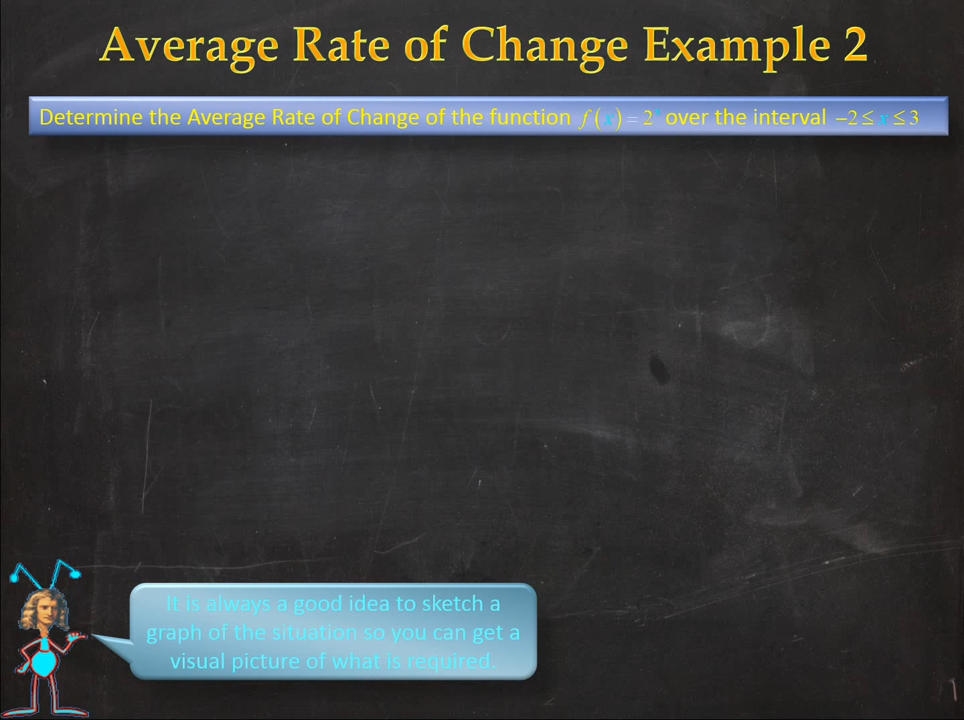 Average Rate of Change Example 2
Determine the Average Rate of Change of the function f(x) = 2ˣ over the interval −2 ≤ x ≤ 3
It is always a good idea to sketch a
graph of the situation so you can get a
visual picture of what is required.